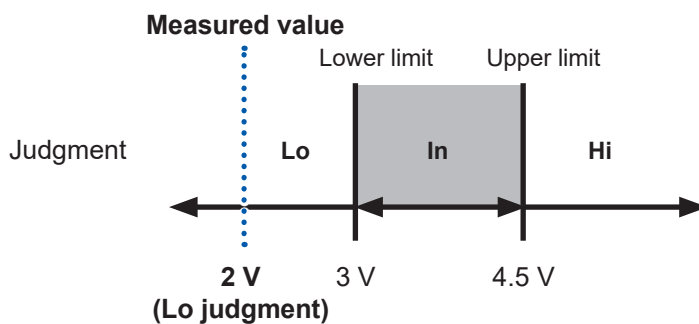 Measured value
Lower limit
Upper limit
Judgment
Lo
In
Hi
2 V
3 V
4.5 V
(Lo judgment)